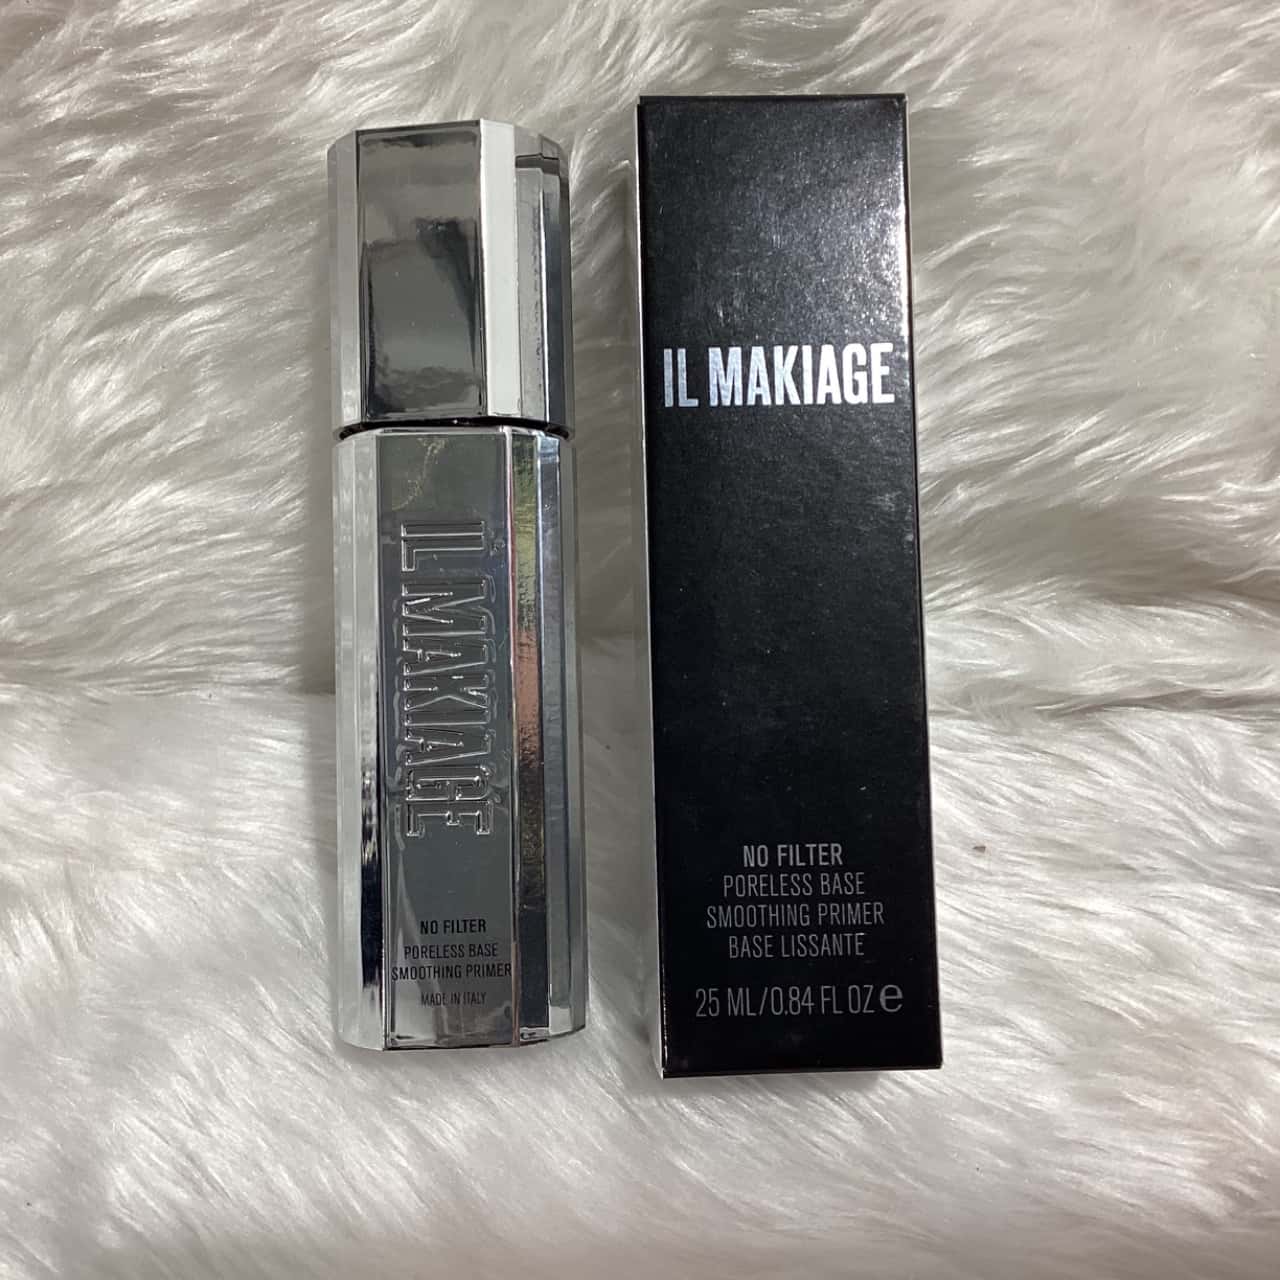 IL MAKIAGE
NO FILTER
PORELESS BASE
SMOOTHING PRIMER
MADE IN ITALY
IL MAKIAGE
NO FILTER
PORELESS BASE
SMOOTHING PRIMER
BASE LISSANTE
25 ML/0.84 FL OZ e